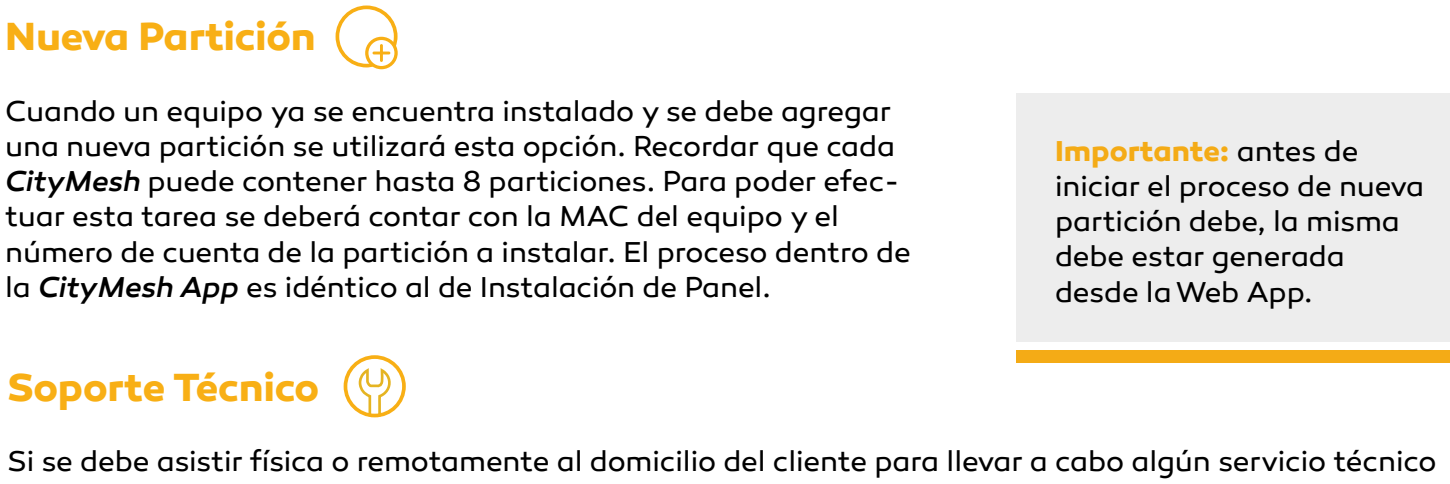 Nueva Partición
Cuando un equipo ya se encuentra instalado y se debe agregar
una nueva partición se utilizará esta opción. Recordar que cada
CityMesh puede contener hasta 8 particiones. Para poder efec-
tuar esta tarea se deberá contar con la MAC del equipo y el
número de cuenta de la partición a instalar. El proceso dentro de
la CityMesh App es idéntico al de Instalación de Panel.
Importante: antes de
iniciar el proceso de nueva
partición debe, la misma
debe estar generada
desde la Web App.
Soporte Técnico
Si se debe asistir física o remotamente al domicilio del cliente para llevar a cabo algún servicio técnico